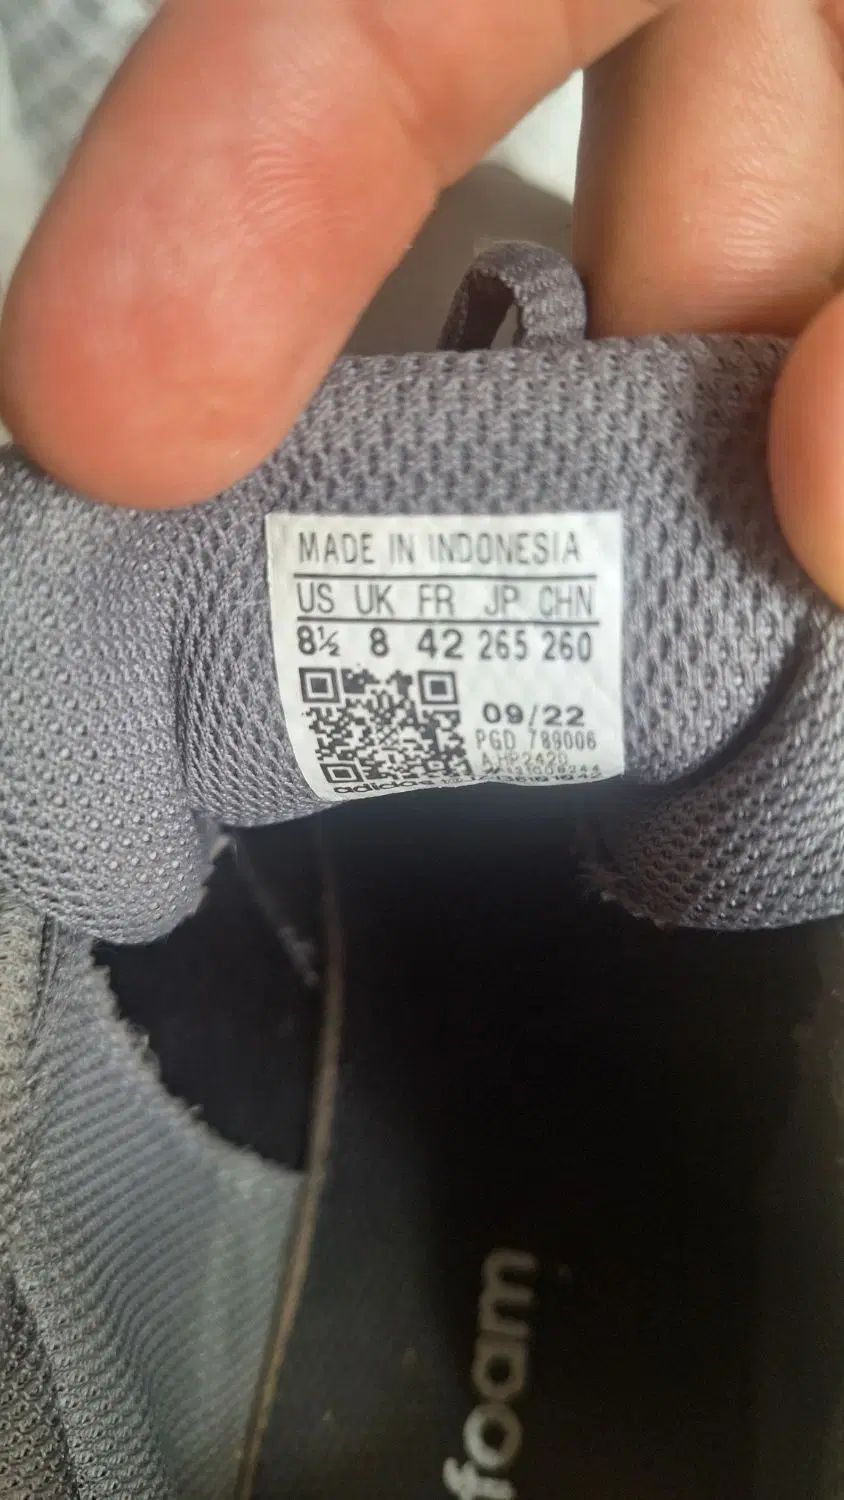 MADE IN INDONESIA
US UK FR JP CHN
8½ 8 42 265 260
09/22
PGD 789006
adidas
foam